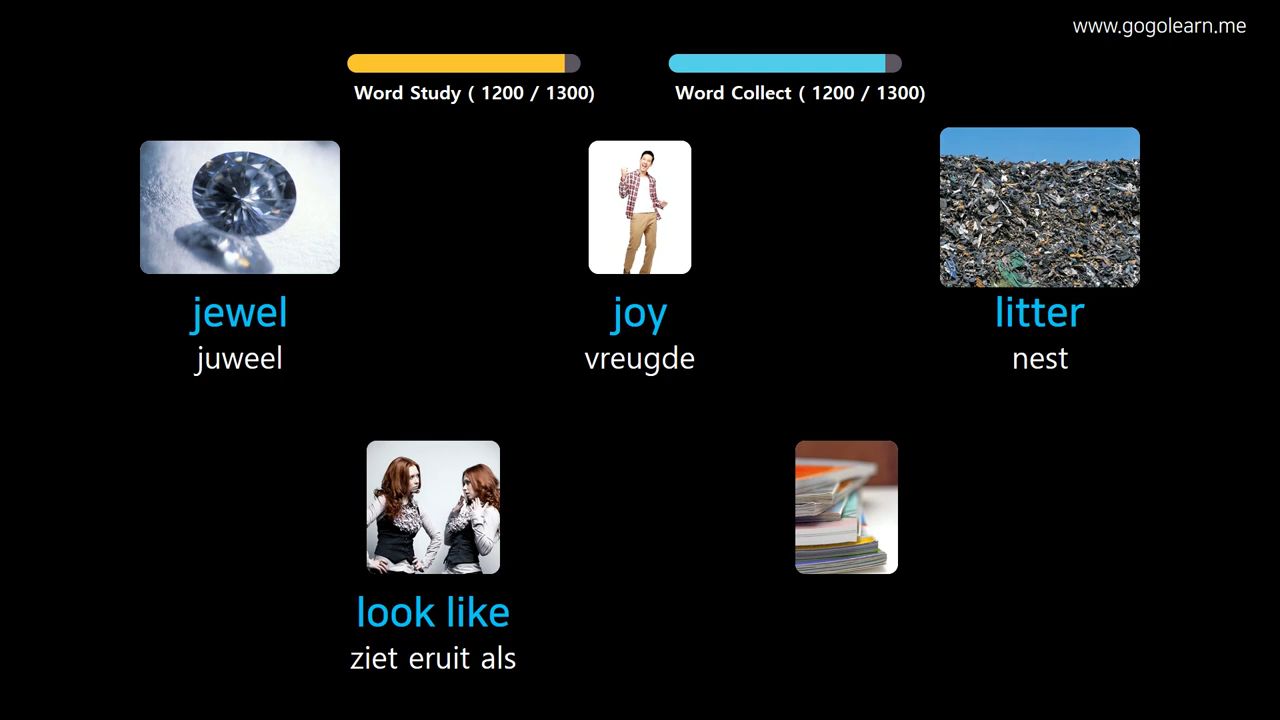 www.gogolearn.me
Word Study ( 1200 / 1300)
Word Collect ( 1200 / 1300)
jewel
juweel
joy
vreugde
litter
nest
look like
ziet eruit als